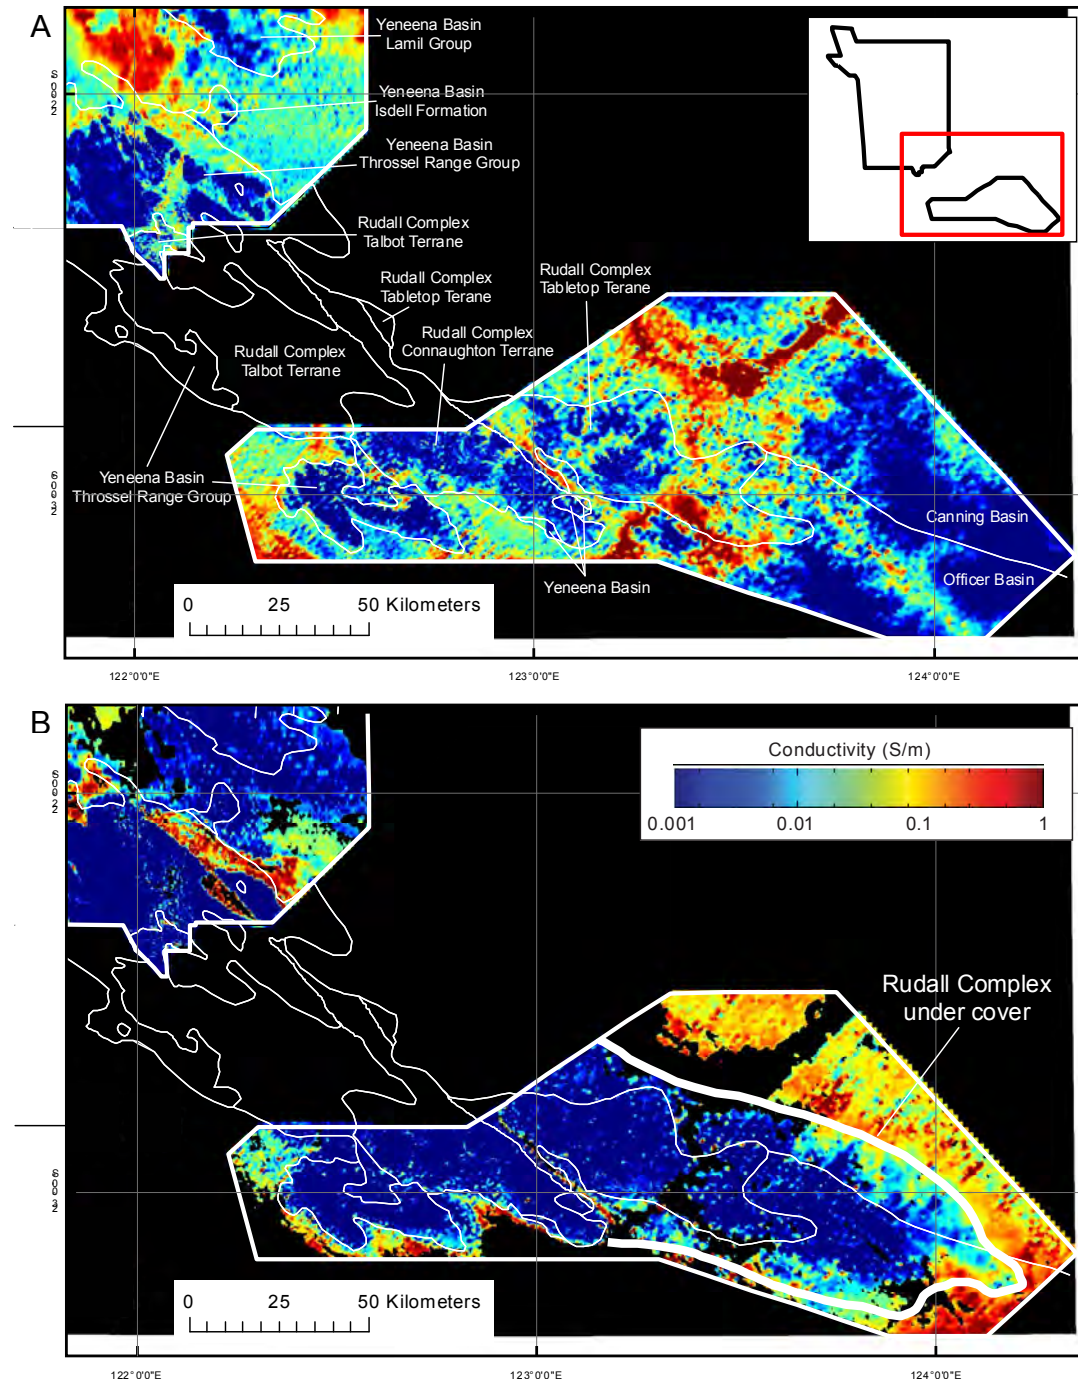 A
Yeneena Basin
Lamil Group
Yeneena Basin
Isdell Formation
Yeneena Basin
Throssel Range Group
Rudall Complex
Talbot Terrane
Rudall Complex
Tabletop Terane
Rudall Complex
Tabletop Terane
Rudall Complex
Connaughton Terrane
Rudall Complex
Talbot Terrane
Yeneena Basin
Throssel Range Group
Canning Basin
Officer Basin
Yeneena Basin
0 25 50 Kilometers
122°0'0"E 123°0'0"E 124°0'0"E
B
Conductivity (S/m)
0.001 0.01 0.1 1
Rudall Complex
under cover
0 25 50 Kilometers
122°0'0"E 123°0'0"E 124°0'0"E